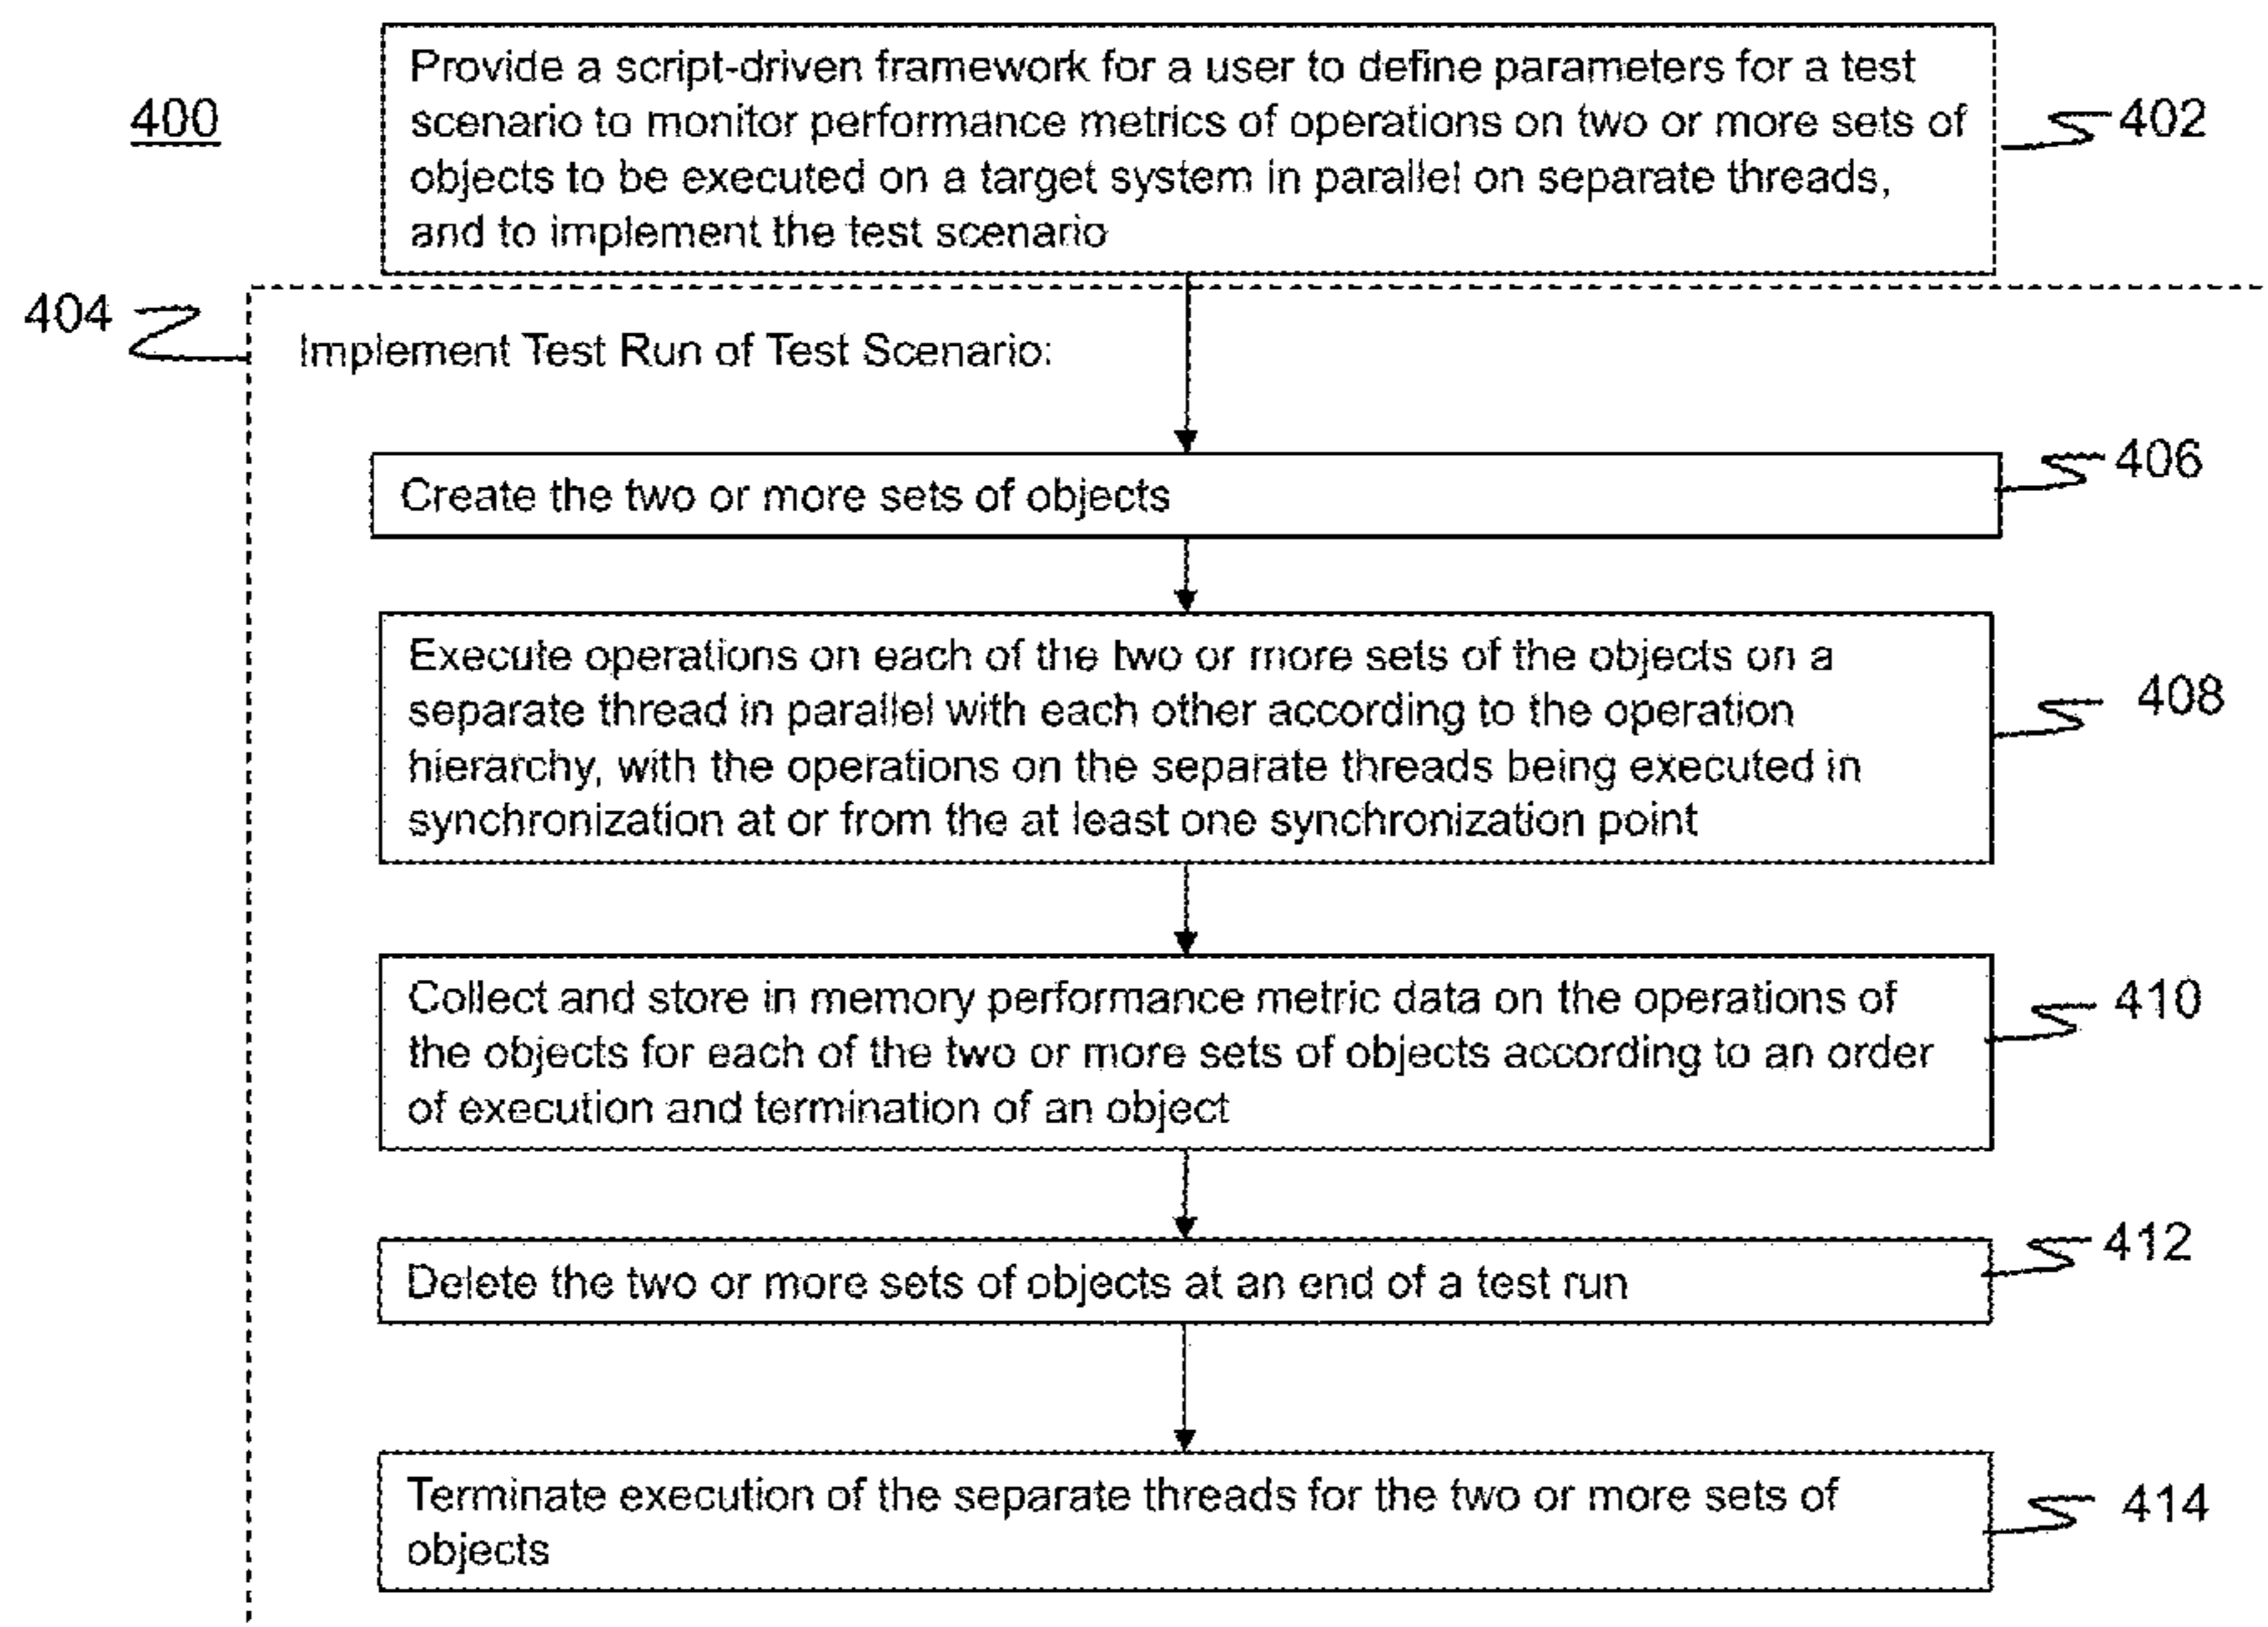 400
Provide a script-driven framework for a user to define parameters for a test
scenario to monitor performance metrics of operations on two or more sets of
objects to be executed on a target system in parallel on separate threads,
and to implement the test scenario
402
404
Implement Test Run of Test Scenario:
Create the two or more sets of objects
406
Execute operations on each of the two or more sets of the objects on a
separate thread in parallel with each other according to the operation
hierarchy, with the operations on the separate threads being executed in
synchronization at or from the at least one synchronization point
408
Collect and store in memory performance metric data on the operations of
the objects for each of the two or more sets of objects according to an order
of execution and termination of an object
410
Delete the two or more sets of objects at an end of a test run
412
Terminate execution of the separate threads for the two or more sets of
objects
414